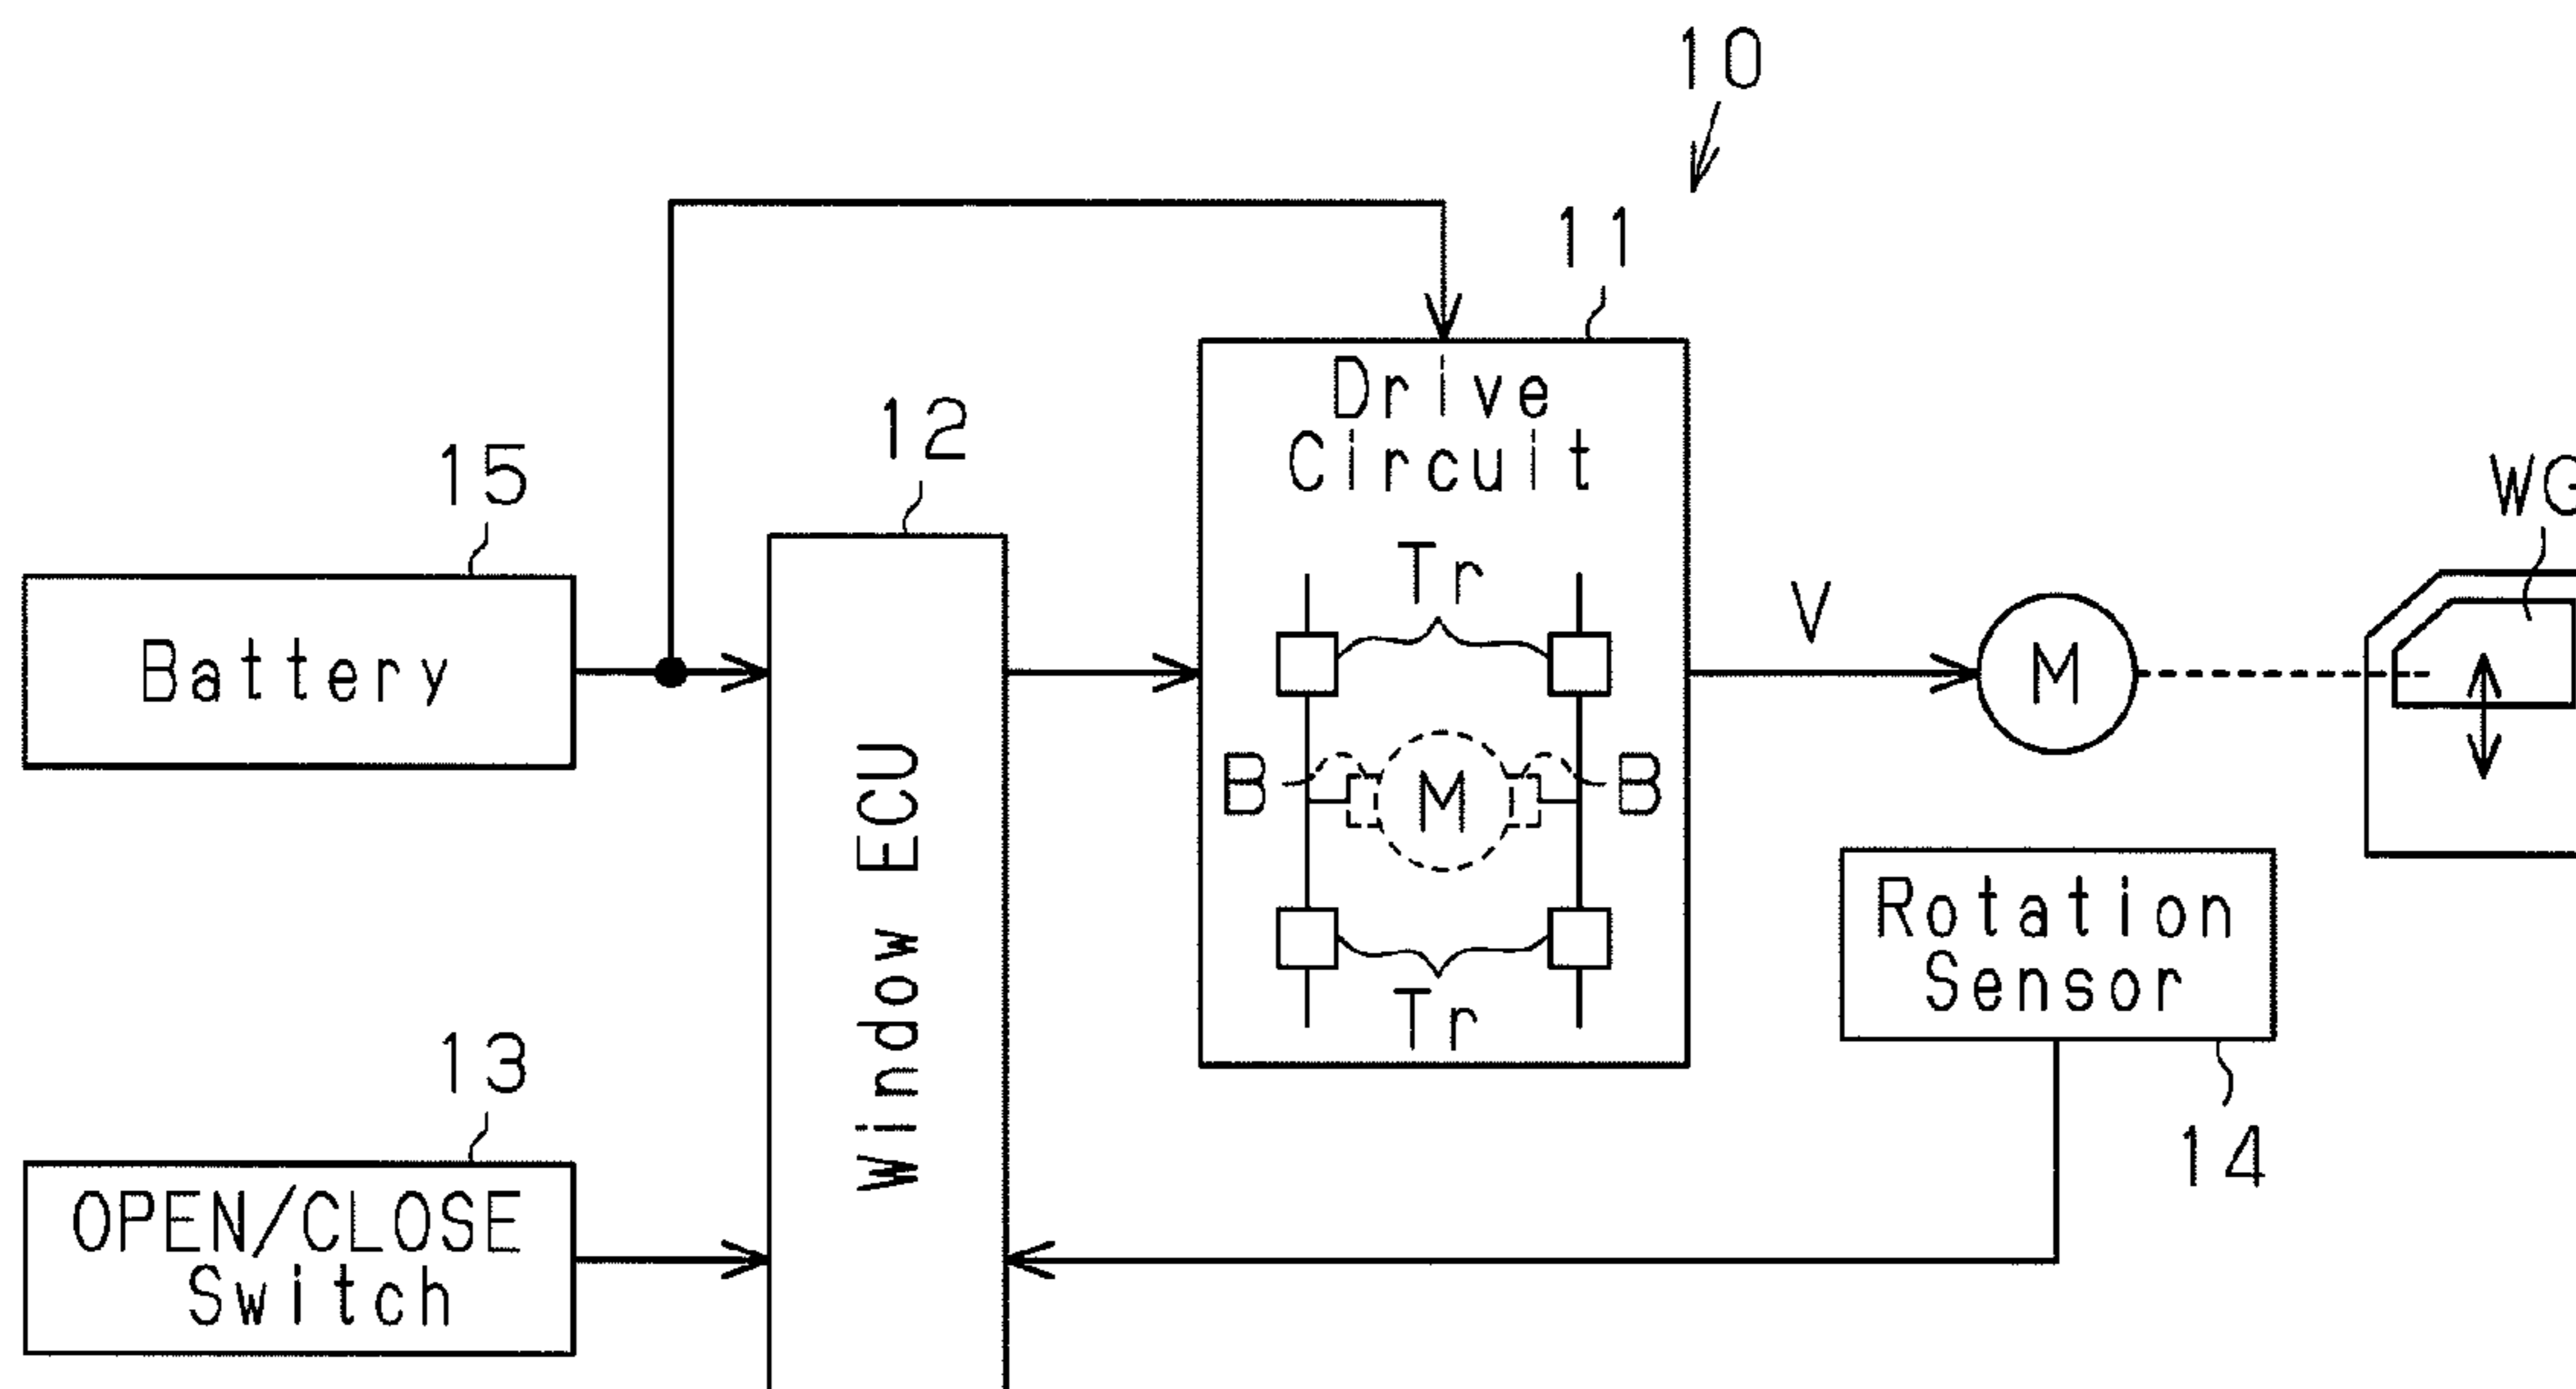 10
11
Drive
Circuit
12
15
WG
Battery
Tr
V
M
B
M
B
Window ECU
Rotation
Sensor
Tr
13
14
OPEN/CLOSE
Switch